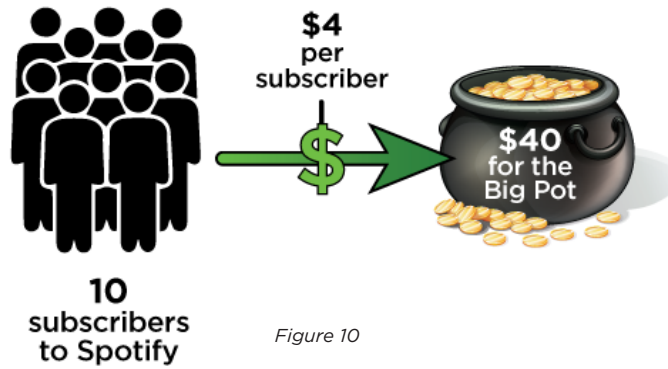 $4
per
subscriber
$
$40
for the
Big Pot
10
subscribers
to Spotify
Figure 10